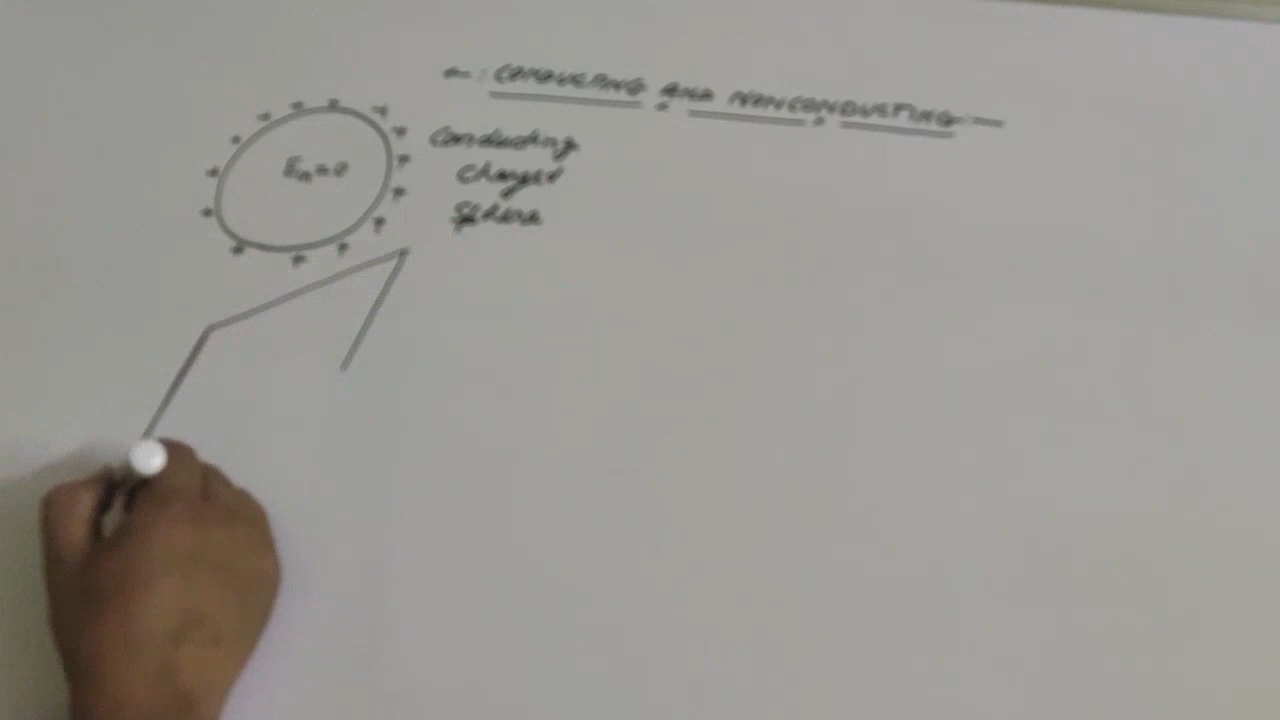 : CONDUCTING AND NONCONDUCTING
Ein=0
Conducting
Charged
Sphere